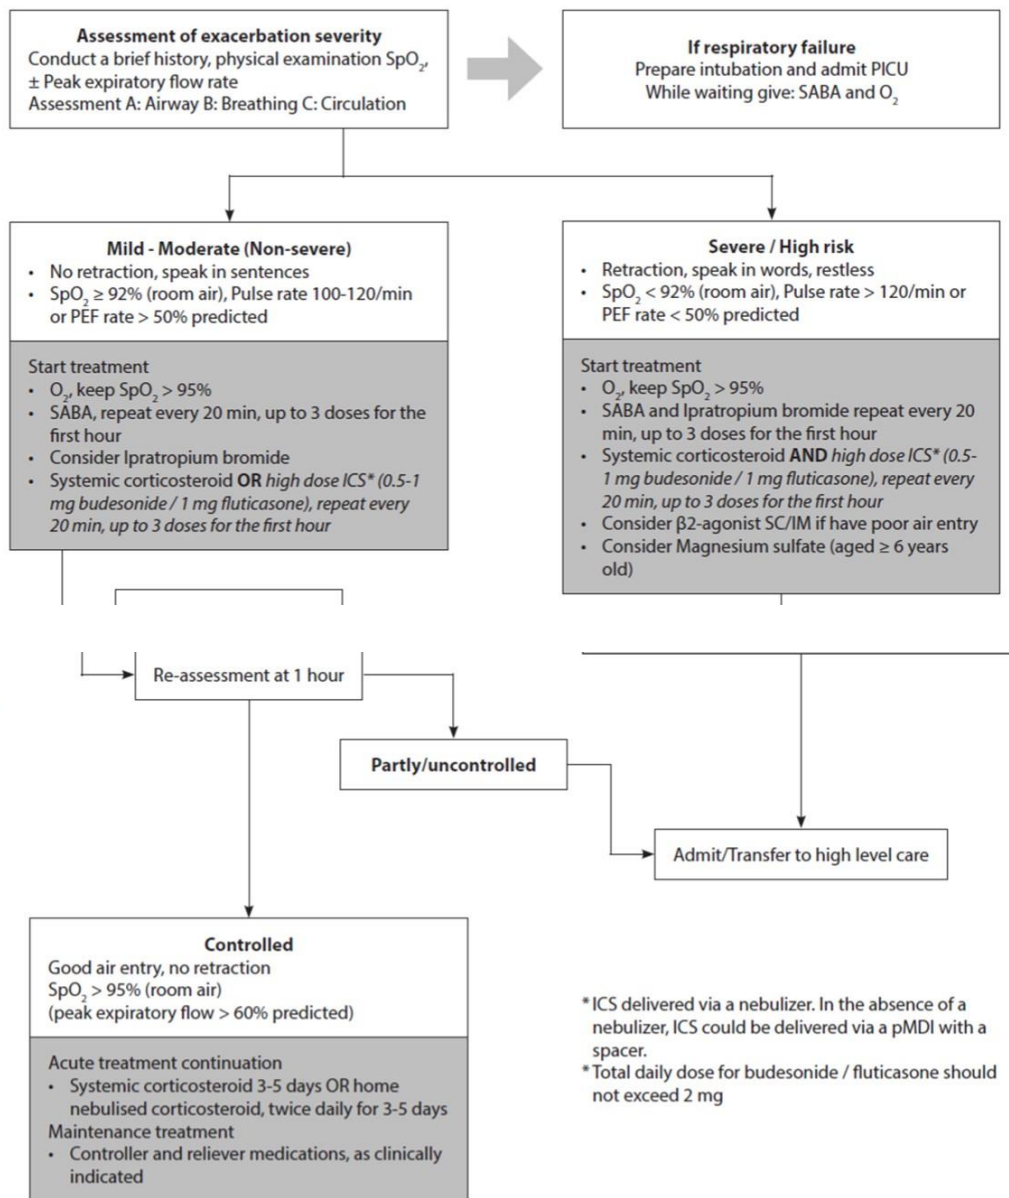 Assessment of exacerbation severity
Conduct a brief history, physical examination SpO₂,
± Peak expiratory flow rate
Assessment A: Airway B: Breathing C: Circulation
If respiratory failure
Prepare intubation and admit PICU
While waiting give: SABA and O₂
Mild - Moderate (Non-severe)
• No retraction, speak in sentences
• SpO₂ ≥ 92% (room air), Pulse rate 100-120/min
or PEF rate > 50% predicted
Start treatment
• O₂, keep SpO₂ > 95%
• SABA, repeat every 20 min, up to 3 doses for the
first hour
• Consider Ipratropium bromide
• Systemic corticosteroid OR high dose ICS* (0.5-1
mg budesonide / 1 mg fluticasone), repeat every
20 min, up to 3 doses for the first hour
Severe / High risk
• Retraction, speak in words, restless
• SpO₂ < 92% (room air), Pulse rate > 120/min or
PEF rate < 50% predicted
Start treatment
• O₂, keep SpO₂ > 95%
• SABA and Ipratropium bromide repeat every 20
min, up to 3 doses for the first hour
• Systemic corticosteroid AND high dose ICS* (0.5-
1 mg budesonide / 1 mg fluticasone), repeat every
20 min, up to 3 doses for the first hour
• Consider β2-agonist SC/IM if have poor air entry
• Consider Magnesium sulfate (aged ≥ 6 years
old)
Re-assessment at 1 hour
Partly/uncontrolled
Admit/Transfer to high level care
Controlled
Good air entry, no retraction
SpO₂ > 95% (room air)
(peak expiratory flow > 60% predicted)
Acute treatment continuation
• Systemic corticosteroid 3-5 days OR home
nebulised corticosteroid, twice daily for 3-5 days
Maintenance treatment
• Controller and reliever medications, as clinically
indicated
*ICS delivered via a nebulizer. In the absence of a
nebulizer, ICS could be delivered via a pMDI with a
spacer.
*Total daily dose for budesonide / fluticasone should
not exceed 2 mg